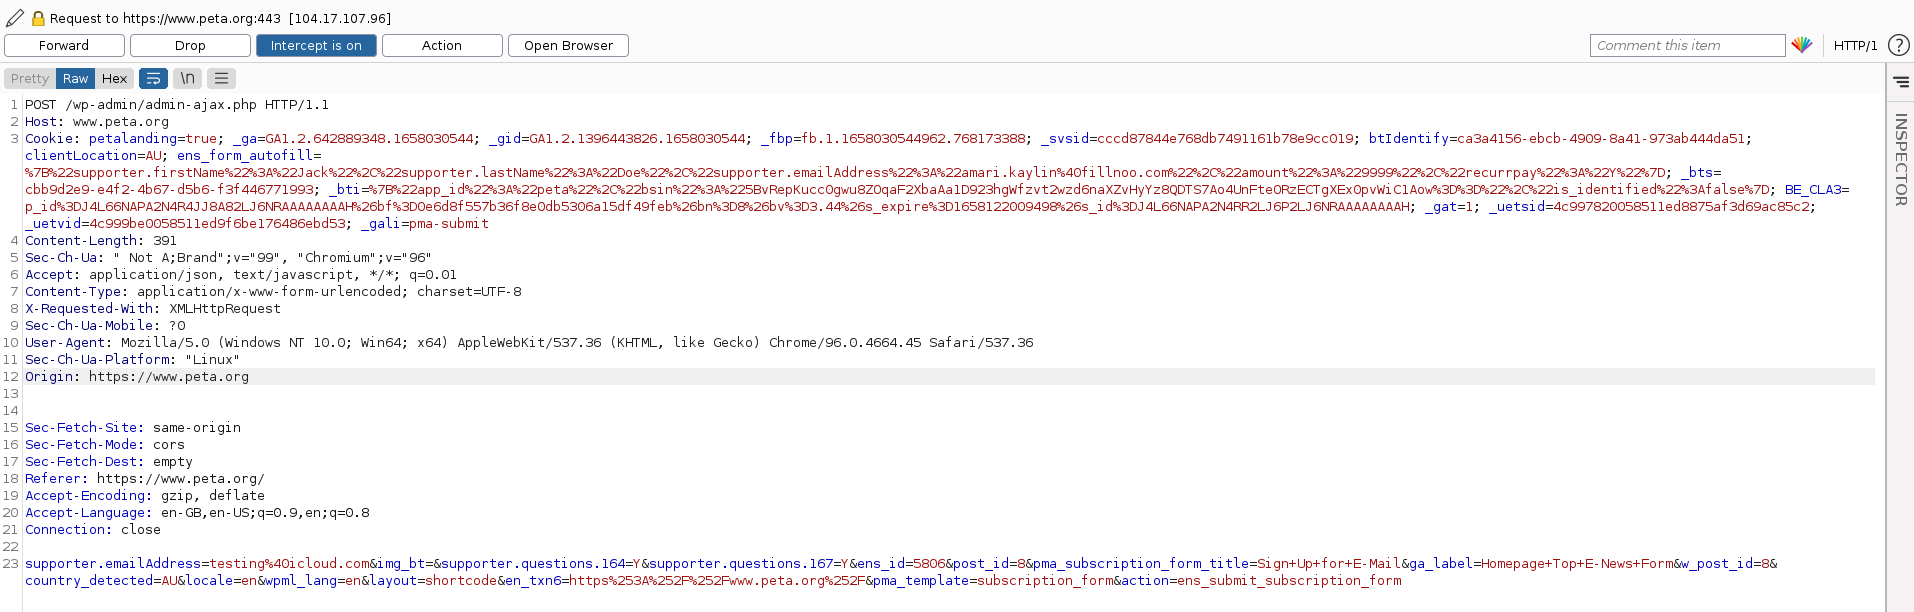 Request to https://www.peta.org:443 [104.17.107.96]
Forward Drop Intercept is on Action Open Browser Comment this item HTTP/1 ?
Pretty Raw Hex \n
INSPECTOR
1 POST /wp-admin/admin-ajax.php HTTP/1.1
2 Host: www.peta.org
3 Cookie: petalanding=true; _ga=GA1.2.642889348.1658030544; _gid=GA1.2.1396443826.1658030544; _fbp=fb.1.1658030544962.768173388; _svsid=cccd87844e768db7491161b78e9cc019; btIdentify=ca3a4156-ebcb-4909-8a41-973ab444da51;
clientLocation=AU; ens_form_autofill=
%7B%22supporter.firstName%22%3A%22Jack%22%2C%22supporter.lastName%22%3A%22Doe%22%2C%22supporter.emailAddress%22%3A%22amari.kaylin%40fillnoo.com%22%2C%22amount%22%3A%229999%22%2C%22recurrpay%22%3A%22Y%22%7D; _bts=
cbb9d2e9-e4f2-4b67-d5b6-f3f446771993; _bti=%7B%22app_id%22%3A%22peta%22%2C%22bsin%22%3A%225BvRepKuccOgwu8ZOqaF2XbaAa1D923hgWfzvt2wzd6naXZvHyYz8QDTS7Ao4UnFteORzECTgXExOpvWiC1Aow%3D%3D%22%2C%22is_identified%22%3Afalse%7D; BE_CLA3=
p_id%3DJ4L66NAPA2N4R4JJ8A82LJ6NRAAAAAAAAH%26bf%3D0e6d8f557b36f8e0db5306a15df49feb%26bn%3D8%26bv%3D3.44%26s_expire%3D1658122009498%26s_id%3DJ4L66NAPA2N4RR2LJ6P2LJ6NRAAAAAAAAH; _gat=1; _uetsid=4c997820058511ed8875af3d69ac85c2;
_uetvid=4c999be0058511ed9f6be176486ebd53; _gali=pma-submit
4 Content-Length: 391
5 Sec-Ch-Ua: " Not A;Brand";v="99", "Chromium";v="96"
6 Accept: application/json, text/javascript, */*; q=0.01
7 Content-Type: application/x-www-form-urlencoded; charset=UTF-8
8 X-Requested-With: XMLHttpRequest
9 Sec-Ch-Ua-Mobile: ?0
10 User-Agent: Mozilla/5.0 (Windows NT 10.0; Win64; x64) AppleWebKit/537.36 (KHTML, like Gecko) Chrome/96.0.4664.45 Safari/537.36
11 Sec-Ch-Ua-Platform: "Linux"
12 Origin: https://www.peta.org
13
14
15 Sec-Fetch-Site: same-origin
16 Sec-Fetch-Mode: cors
17 Sec-Fetch-Dest: empty
18 Referer: https://www.peta.org/
19 Accept-Encoding: gzip, deflate
20 Accept-Language: en-GB,en-US;q=0.9,en;q=0.8
21 Connection: close
22
23 supporter.emailAddress=testing%40icloud.com&img_bt=&supporter.questions.164=Y&supporter.questions.167=Y&ens_id=5806&post_id=8&pma_subscription_form_title=Sign+Up+for+E-Mail&ga_label=Homepage+Top+E-News+Form&w_post_id=8&
country_detected=AU&locale=en&wpml_lang=en&layout=shortcode&en_txn6=https%253A%252F%252Fwww.peta.org%252F&pma_template=subscription_form&action=ens_submit_subscription_form